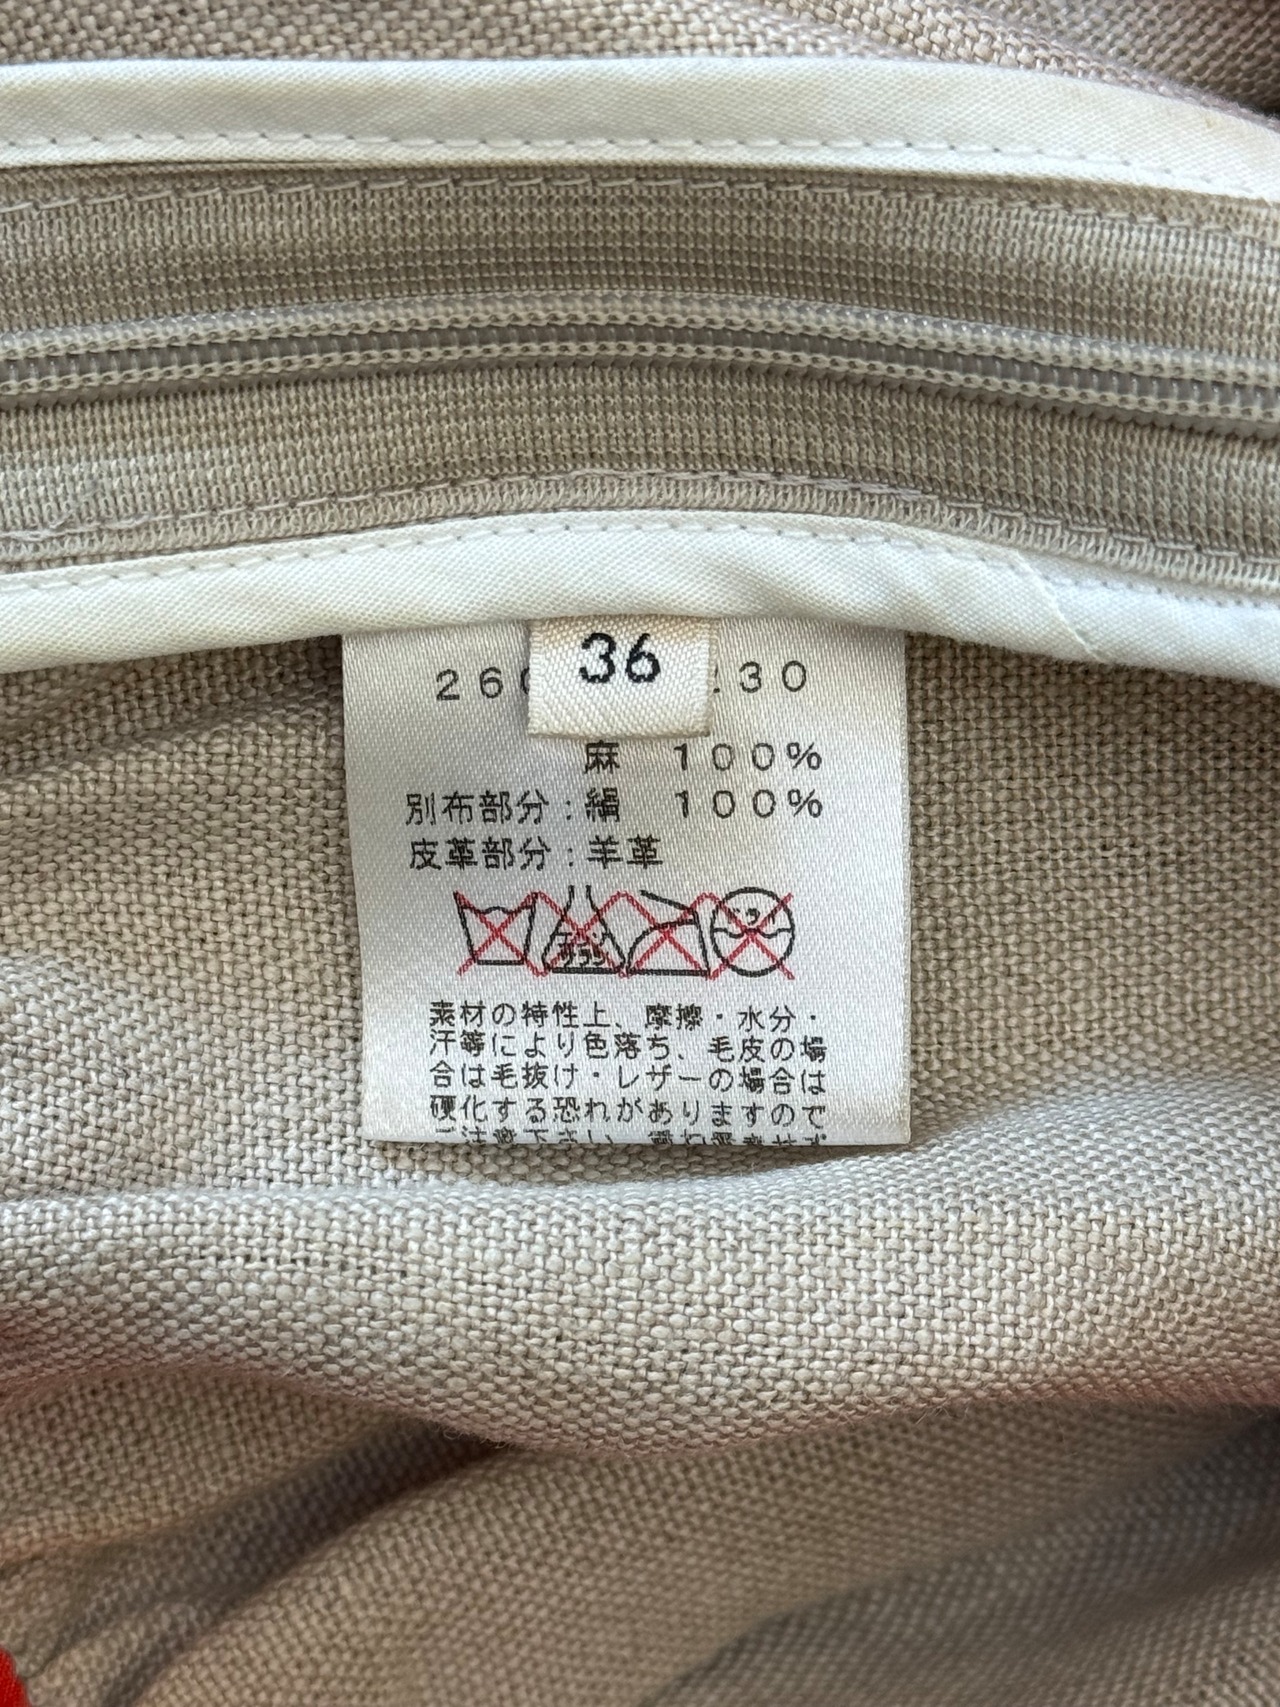 36
麻 100%
別布部分：絹 100%
皮革部分：羊革
素材の特性上、摩擦・水分・
汗等により色落ち、毛皮の場
合は毛抜け・レザーの場合は
硬化する恐れがありますので